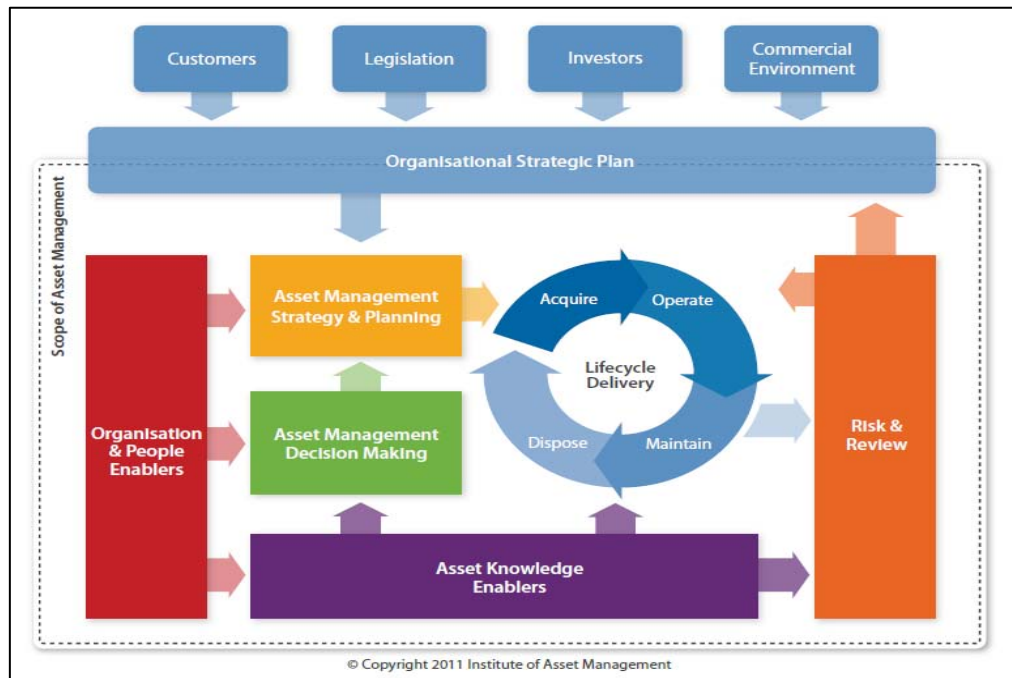 Customers
Legislation
Investors
Commercial
Environment
Organisational Strategic Plan
Scope of Asset Management
Organisation
& People
Enablers
Asset Management
Strategy & Planning
Asset Management
Decision Making
Acquire
Operate
Lifecycle
Delivery
Dispose
Maintain
Risk &
Review
Asset Knowledge
Enablers
© Copyright 2011 Institute of Asset Management